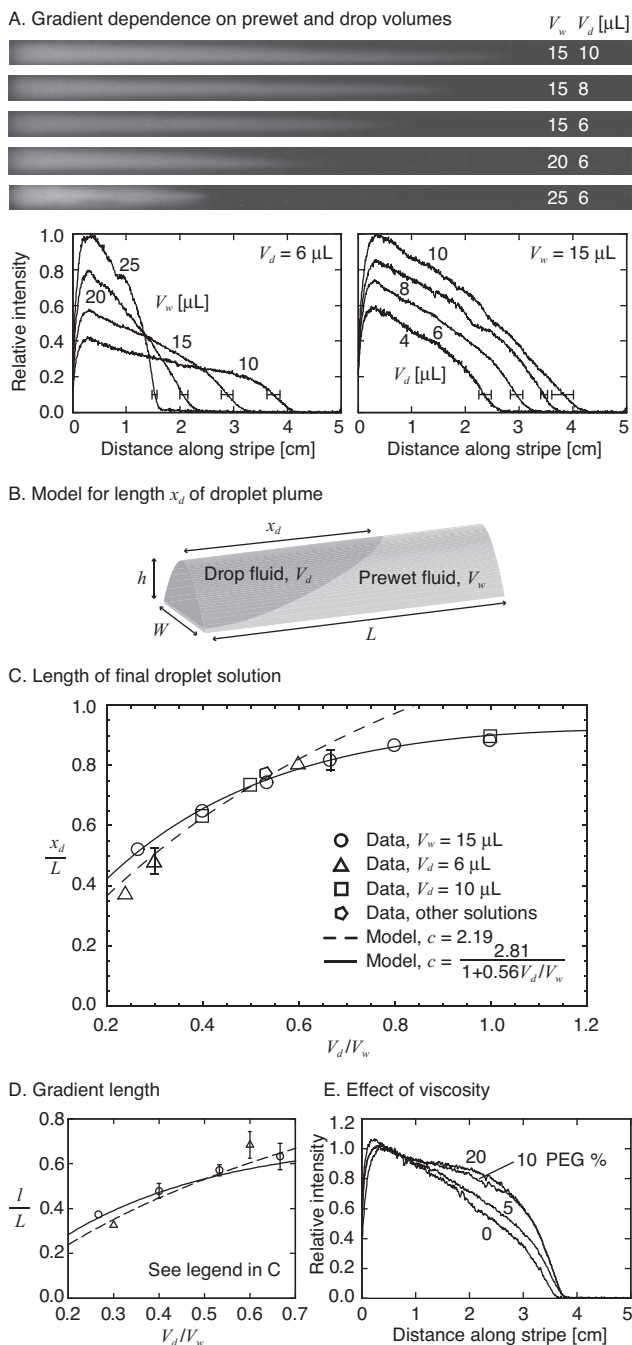 A. Gradient dependence on prewet and drop volumes
V_w V_d [μL]
15 10
15 8
15 6
20 6
25 6
Relative intensity
1.0
0.8
0.6
0.4
0.2
0.0
V_d = 6 μL
25
20
V_w [μL]
15
10
0 1 2 3 4 5
Distance along stripe [cm]
V_w = 15 μL
10
8
6
4
V_d [μL]
0 1 2 3 4 5
Distance along stripe [cm]
B. Model for length x_d of droplet plume
x_d
h
Drop fluid, V_d
Prewet fluid, V_w
W
L
C. Length of final droplet solution
x_d/L
1.0
0.8
0.6
0.4
0.2
0.0
Data, V_w = 15 μL
Data, V_d = 6 μL
Data, V_d = 10 μL
Data, other solutions
Model, c = 2.19
Model, c = 2.81/1+0.56V_d/V_w
0.2 0.4 0.6 0.8 1.0 1.2
V_d/V_w
D. Gradient length
l/L
0.8
0.6
0.4
0.2
0.0
See legend in C
0.2 0.3 0.4 0.5 0.6 0.7
V_d/V_w
E. Effect of viscosity
Relative intensity
1.2
1.0
0.8
0.6
0.4
1.2
0.0
20
10 PEG %
5
0
0 1 2 3 4 5
Distance along stripe [cm]